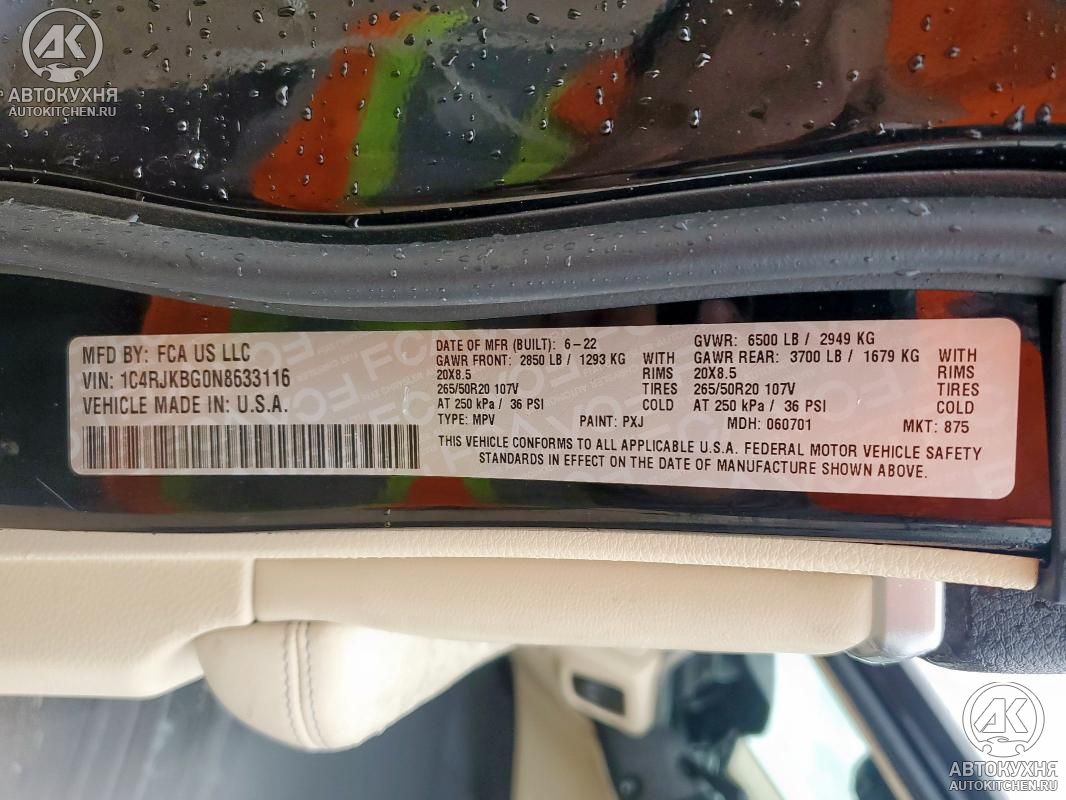 АК
АВТОКУХНЯ
AUTOKITCHEN.RU
MFD BY: FCA US LLC
VIN: 1C4RJKBG0N8633116
VEHICLE MADE IN: U.S.A.
DATE OF MFR (BUILT): 6-22 GVWR: 6500 LB / 2949 KG
GAWR FRONT: 2850 LB / 1293 KG WITH GAWR REAR: 3700 LB / 1679 KG WITH
20X8.5 RIMS 20X8.5 RIMS
265/50R20 107V TIRES 265/50R20 107V TIRES
AT 250 kPa / 36 PSI COLD AT 250 kPa / 36 PSI COLD
TYPE: MPV PAINT: PXJ MDH: 060701 MKT: 875
THIS VEHICLE CONFORMS TO ALL APPLICABLE U.S.A. FEDERAL MOTOR VEHICLE SAFETY
STANDARDS IN EFFECT ON THE DATE OF MANUFACTURE SHOWN ABOVE.
АК
АВТОКУХНЯ
AUTOKITCHEN.RU